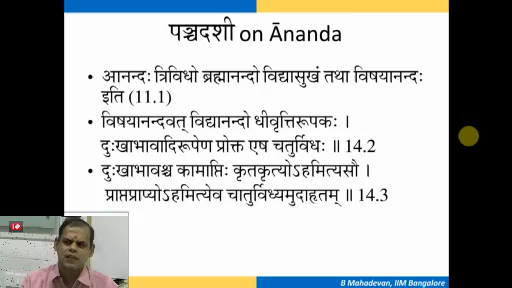 पञ्चदशी on Ānanda
• आनन्दः त्रिविधो ब्रह्मानन्दो विद्यासुखं तथा विषयानन्दः
इति (11.1)
• विषयानन्दवत् विद्यानन्दो धीवृत्तिरूपकः ।
दुःखाभावादिरूपेण प्रोक्त एष चतुर्विधः ॥ 14.2
• दुःखाभावश्च कामाप्तिः कृतकृत्योऽहमित्यसौ ।
प्राप्तप्राप्योऽहमित्येव चातुर्विध्यमुदाहृतम् ॥ 14.3
B Mahadevan, IIM Bangalore